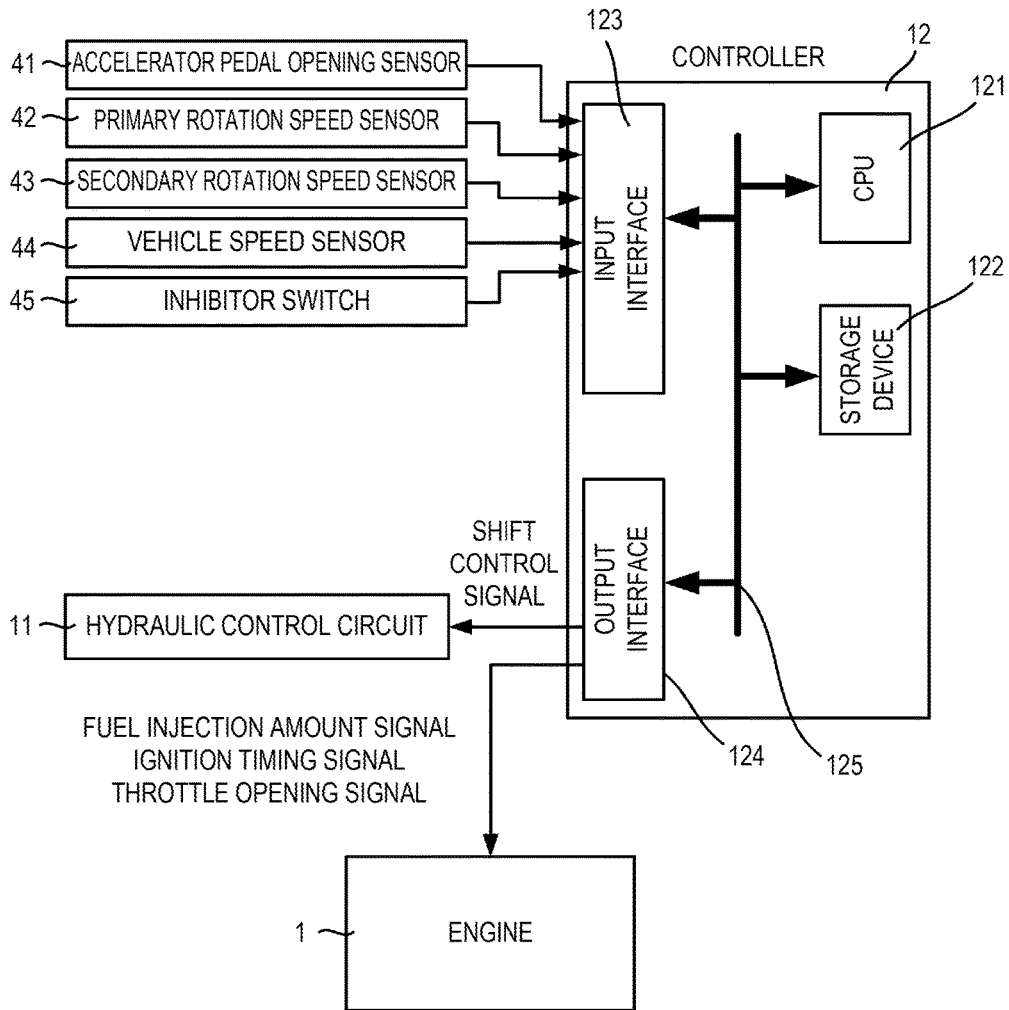 123
CONTROLLER
12
121
41
ACCELERATOR PEDAL OPENING SENSOR
42
PRIMARY ROTATION SPEED SENSOR
43
SECONDARY ROTATION SPEED SENSOR
44
VEHICLE SPEED SENSOR
45
INHIBITOR SWITCH
INPUT
INTERFACE
CPU
122
STORAGE
DEVICE
SHIFT
CONTROL
SIGNAL
OUTPUT
INTERFACE
11
HYDRAULIC CONTROL CIRCUIT
FUEL INJECTION AMOUNT SIGNAL
IGNITION TIMING SIGNAL
THROTTLE OPENING SIGNAL
124
125
1
ENGINE